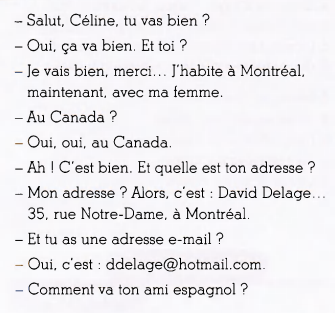 – Salut, Céline, tu vas bien ?
– Oui, ça va bien. Et toi ?
– Je vais bien, merci... J'habite à Montréal,
maintenant, avec ma femme.
– Au Canada ?
– Oui, oui, au Canada.
– Ah ! C'est bien. Et quelle est ton adresse ?
– Mon adresse ? Alors, c'est : David Delage...
35, rue Notre-Dame, à Montréal.
– Et tu as une adresse e-mail ?
– Oui, c'est : ddelage@hotmail.com.
– Comment va ton ami espagnol ?